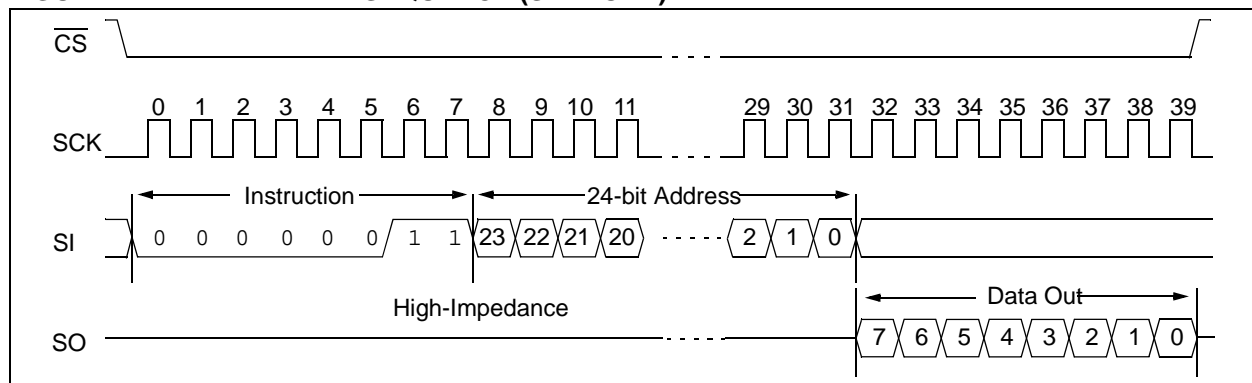 CS
0 1 2 3 4 5 6 7 8 9 10 11 29 30 31 32 33 34 35 36 37 38 39
SCK
Instruction 24-bit Address
SI 0 0 0 0 0 0 1 1 23 22 21 20 2 1 0
High-Impedance Data Out
SO 7 6 5 4 3 2 1 0